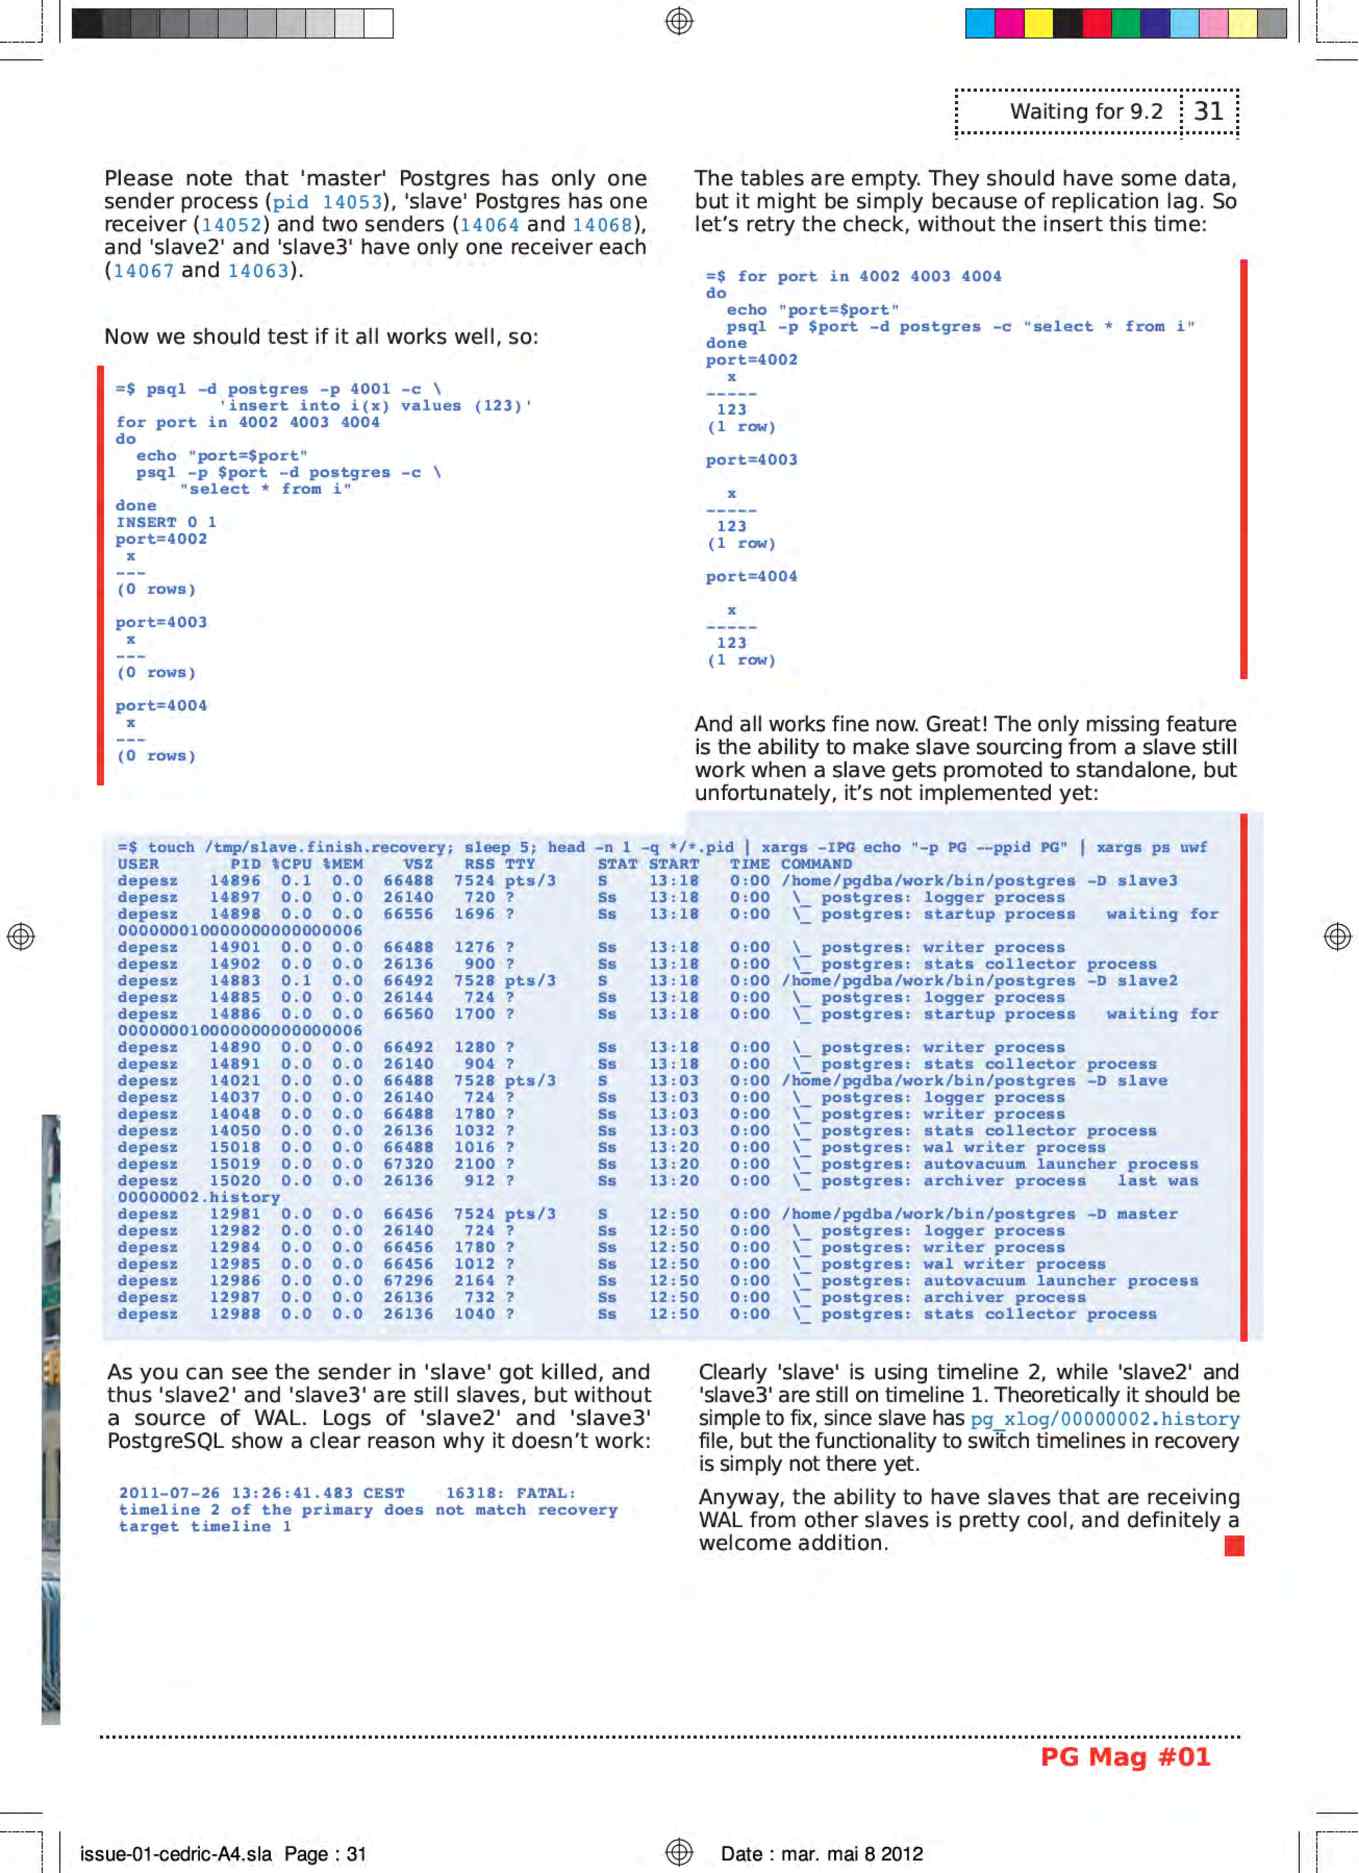 Waiting for 9.2 31
Please note that 'master' Postgres has only one
sender process (pid 14053), 'slave' Postgres has one
receiver (14052) and two senders (14064 and 14068),
and 'slave2' and 'slave3' have only one receiver each
(14067 and 14063).
Now we should test if it all works well, so:
=$ psql -d postgres -p 4001 -c \
'insert into i(x) values (123)'
for port in 4002 4003 4004
do
echo "port=$port"
psql -p $port -d postgres -c \
"select * from i"
done
INSERT 0 1
port=4002
x
---
(0 rows)
port=4003
x
---
(0 rows)
port=4004
x
---
(0 rows)
The tables are empty. They should have some data,
but it might be simply because of replication lag. So
let's retry the check, without the insert this time:
=$ for port in 4002 4003 4004
do
echo "port=$port"
psql -p $port -d postgres -c "select * from i"
done
port=4002
x
-----
123
(1 row)
port=4003
x
-----
123
(1 row)
port=4004
x
-----
123
(1 row)
And all works fine now. Great! The only missing feature
is the ability to make slave sourcing from a slave still
work when a slave gets promoted to standalone, but
unfortunately, it's not implemented yet:
=$ touch /tmp/slave.finish.recovery; sleep 5; head -n 1 -q */*.pid | xargs -IPG echo "-p PG --ppid PG" | xargs ps uwf
USER PID %CPU %MEM VSZ RSS TTY STAT START TIME COMMAND
depesz 14896 0.1 0.0 66488 7524 pts/3 S 13:18 0:00 /home/pgdba/work/bin/postgres -D slave3
depesz 14897 0.0 0.0 26140 720 ? Ss 13:18 0:00 \_ postgres: logger process
depesz 14898 0.0 0.0 66556 1696 ? Ss 13:18 0:00 \_ postgres: startup process waiting for
000000010000000000000006
depesz 14901 0.0 0.0 66488 1276 ? Ss 13:18 0:00 \_ postgres: writer process
depesz 14902 0.0 0.0 26136 900 ? Ss 13:18 0:00 \_ postgres: stats collector process
depesz 14883 0.1 0.0 66492 7528 pts/3 S 13:18 0:00 /home/pgdba/work/bin/postgres -D slave2
depesz 14885 0.0 0.0 26144 724 ? Ss 13:18 0:00 \_ postgres: logger process
depesz 14886 0.0 0.0 66560 1700 ? Ss 13:18 0:00 \_ postgres: startup process waiting for
000000010000000000000006
depesz 14890 0.0 0.0 66492 1280 ? Ss 13:18 0:00 \_ postgres: writer process
depesz 14891 0.0 0.0 26140 904 ? Ss 13:18 0:00 \_ postgres: stats collector process
depesz 14021 0.0 0.0 66488 7528 pts/3 S 13:03 0:00 /home/pgdba/work/bin/postgres -D slave
depesz 14037 0.0 0.0 26140 724 ? Ss 13:03 0:00 \_ postgres: logger process
depesz 14048 0.0 0.0 66488 1780 ? Ss 13:03 0:00 \_ postgres: writer process
depesz 14050 0.0 0.0 26136 1032 ? Ss 13:03 0:00 \_ postgres: stats collector process
depesz 15018 0.0 0.0 66488 1016 ? Ss 13:20 0:00 \_ postgres: wal writer process
depesz 15019 0.0 0.0 67320 2100 ? Ss 13:20 0:00 \_ postgres: autovacuum launcher process
depesz 15020 0.0 0.0 26136 912 ? Ss 13:20 0:00 \_ postgres: archiver process last was
00000002.history
depesz 12981 0.0 0.0 66456 7524 pts/3 S 12:50 0:00 /home/pgdba/work/bin/postgres -D master
depesz 12982 0.0 0.0 26140 724 ? Ss 12:50 0:00 \_ postgres: logger process
depesz 12984 0.0 0.0 66456 1780 ? Ss 12:50 0:00 \_ postgres: writer process
depesz 12985 0.0 0.0 66456 1012 ? Ss 12:50 0:00 \_ postgres: wal writer process
depesz 12986 0.0 0.0 67296 2164 ? Ss 12:50 0:00 \_ postgres: autovacuum launcher process
depesz 12987 0.0 0.0 26136 732 ? Ss 12:50 0:00 \_ postgres: archiver process
depesz 12988 0.0 0.0 26136 1040 ? Ss 12:50 0:00 \_ postgres: stats collector process
As you can see the sender in 'slave' got killed, and
thus 'slave2' and 'slave3' are still slaves, but without
a source of WAL. Logs of 'slave2' and 'slave3'
PostgreSQL show a clear reason why it doesn't work:
2011-07-26 13:26:41.483 CEST 16318: FATAL:
timeline 2 of the primary does not match recovery
target timeline 1
Clearly 'slave' is using timeline 2, while 'slave2' and
'slave3' are still on timeline 1. Theoretically it should be
simple to fix, since slave has pg_xlog/00000002.history
file, but the functionality to switch timelines in recovery
is simply not there yet.
Anyway, the ability to have slaves that are receiving
WAL from other slaves is pretty cool, and definitely a
welcome addition.
PG Mag #01
issue-01-cedric-A4.sla Page : 31 Date : mar. mai 8 2012